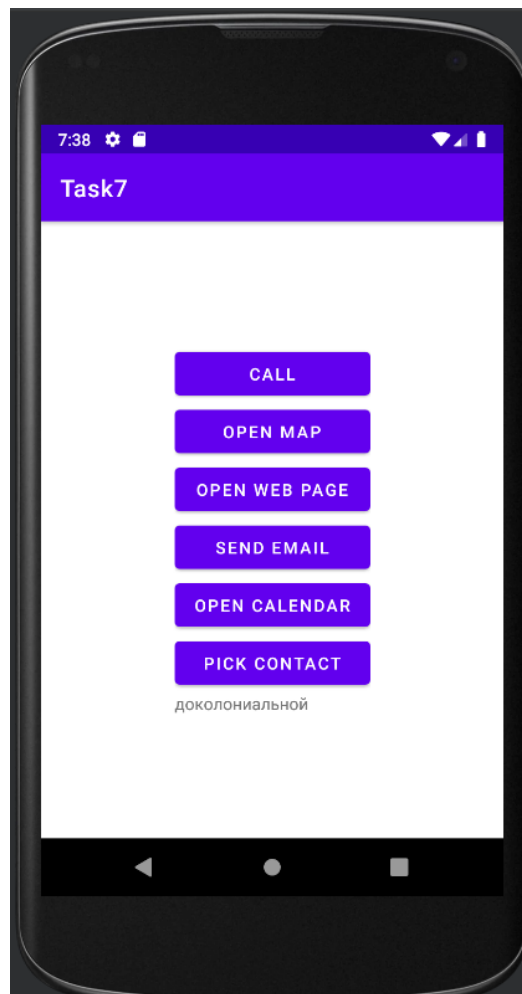 7:38
Task7
CALL
OPEN MAP
OPEN WEB PAGE
SEND EMAIL
OPEN CALENDAR
PICK CONTACT
доколониальной